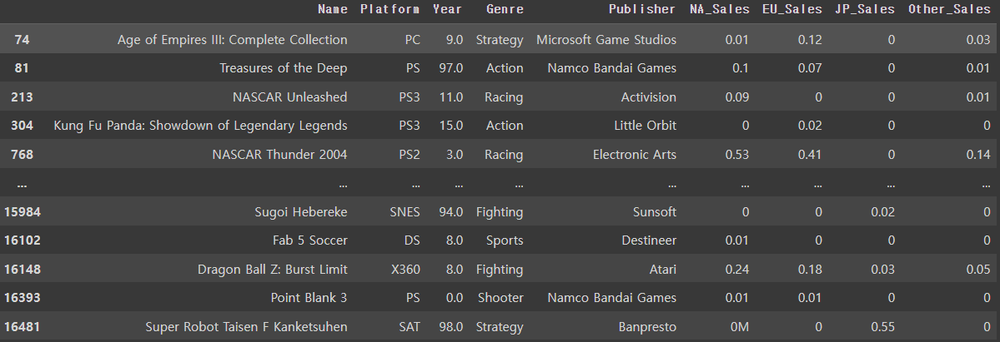 Name Platform Year Genre Publisher NA_Sales EU_Sales JP_Sales Other_Sales
74 Age of Empires III: Complete Collection PC 9.0 Strategy Microsoft Game Studios 0.01 0.12 0 0.03
81 Treasures of the Deep PS 97.0 Action Namco Bandai Games 0.1 0.07 0 0.01
213 NASCAR Unleashed PS3 11.0 Racing Activision 0.09 0 0 0.01
304 Kung Fu Panda: Showdown of Legendary Legends PS3 15.0 Action Little Orbit 0 0.02 0 0
768 NASCAR Thunder 2004 PS2 3.0 Racing Electronic Arts 0.53 0.41 0 0.14
... ... ... ... ... ... ... ... ... ...
15984 Sugoi Hebereke SNES 94.0 Fighting Sunsoft 0 0 0.02 0
16102 Fab 5 Soccer DS 8.0 Sports Destineer 0.01 0 0 0
16148 Dragon Ball Z: Burst Limit X360 8.0 Fighting Atari 0.24 0.18 0.03 0.05
16393 Point Blank 3 PS 0.0 Shooter Namco Bandai Games 0.01 0.01 0 0
16481 Super Robot Taisen F Kanketsuhen SAT 98.0 Strategy Banpresto 0M 0 0.55 0